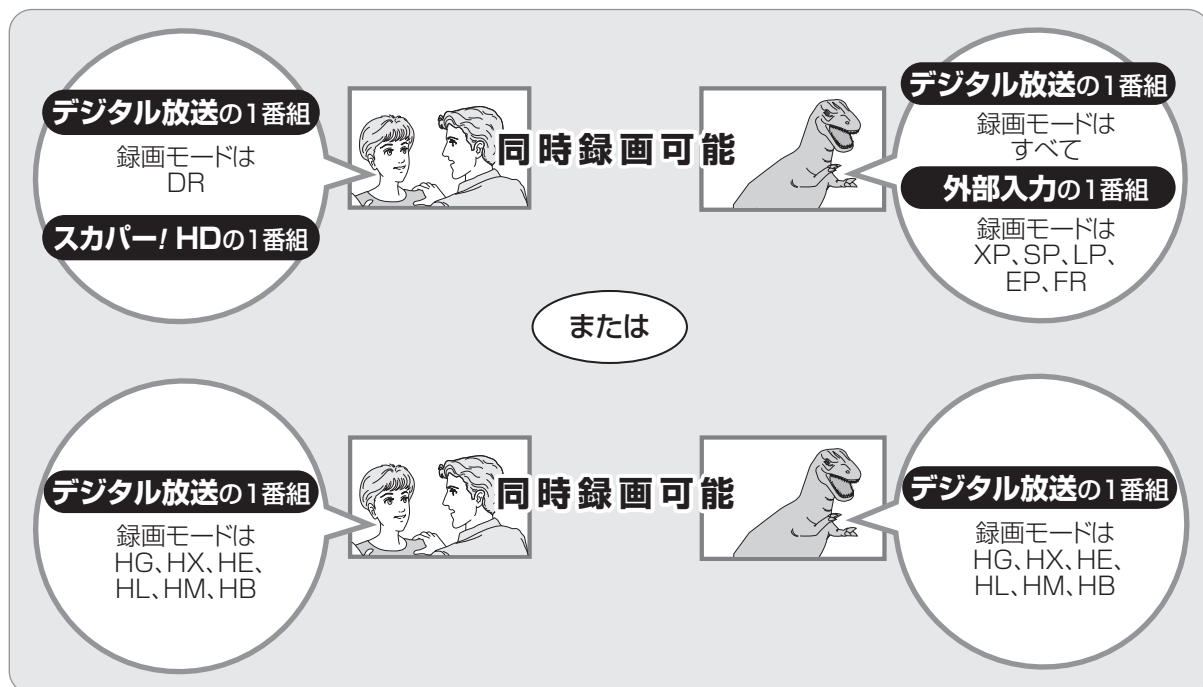 デジタル放送の1番組
録画モードは
DR
スカパー! HDの1番組
同時録画可能
デジタル放送の1番組
録画モードは
すべて
外部入力の1番組
録画モードは
XP、SP、LP、
EP、FR
または
デジタル放送の1番組
録画モードは
HG、HX、HE、
HL、HM、HB
同時録画可能
デジタル放送の1番組
録画モードは
HG、HX、HE、
HL、HM、HB